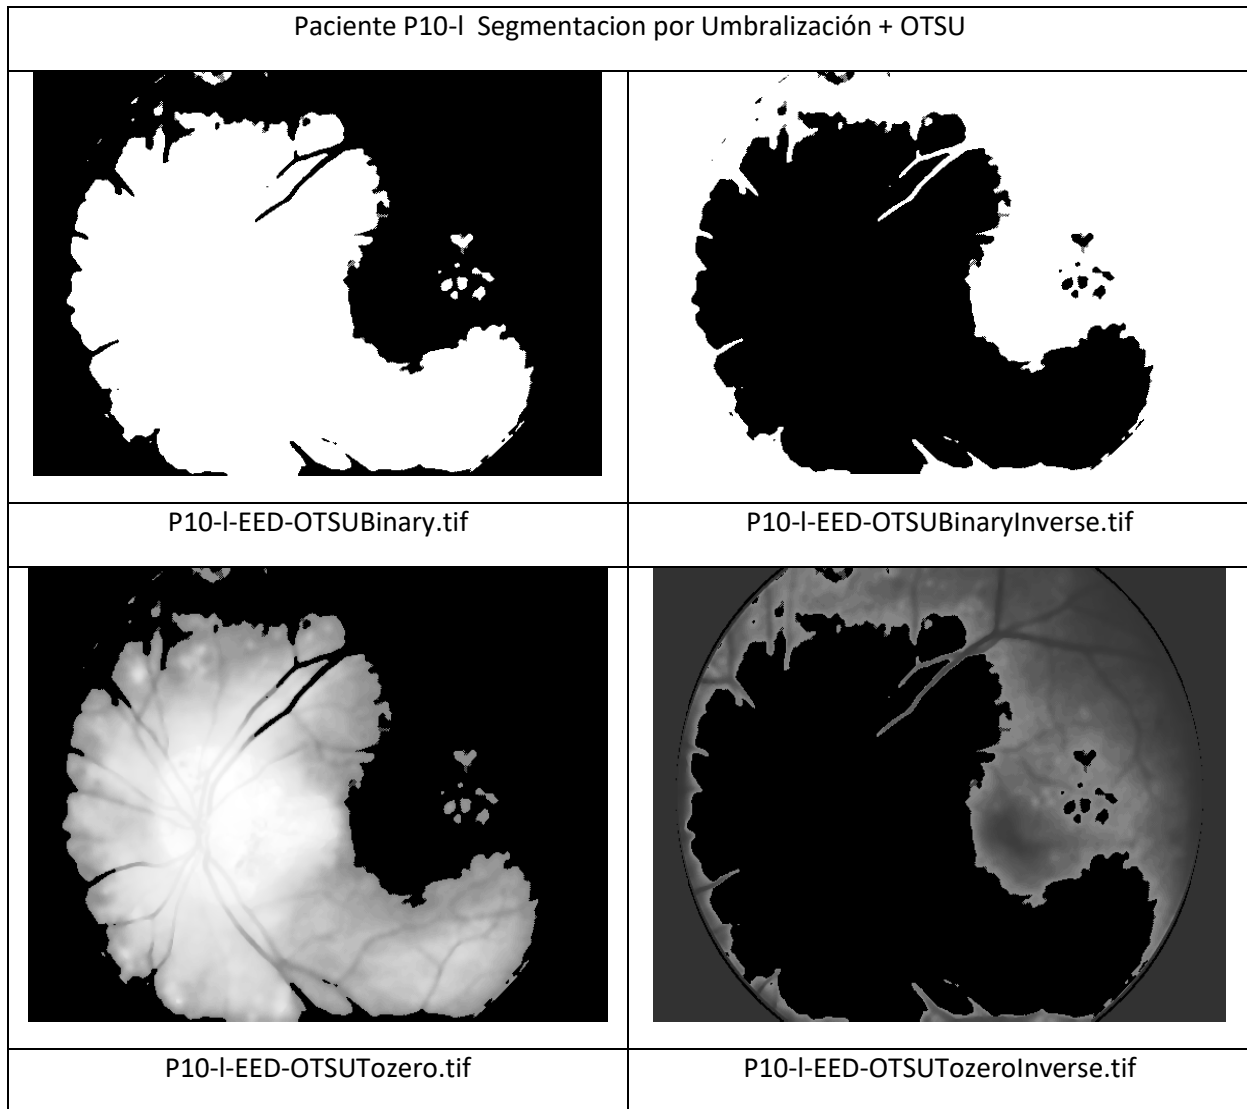 Paciente P10-l  Segmentacion por Umbralización + OTSU
P10-l-EED-OTSUBinary.tif
P10-l-EED-OTSUBinaryInverse.tif
P10-l-EED-OTSUTozero.tif
P10-l-EED-OTSUTozeroInverse.tif